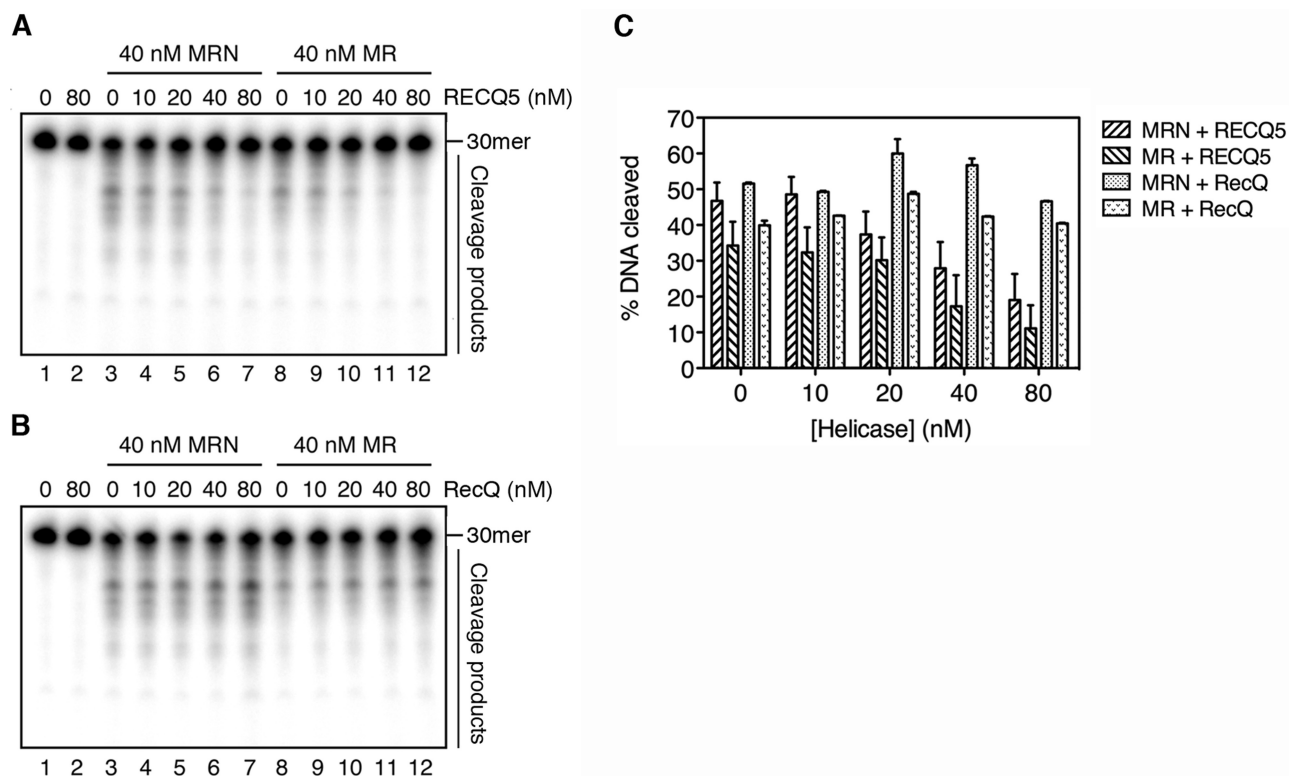 A
40 nM MRN 40 nM MR
0 80 0 10 20 40 80 0 10 20 40 80 RECQ5 (nM)
30mer
Cleavage products
1 2 3 4 5 6 7 8 9 10 11 12
B
40 nM MRN 40 nM MR
0 80 0 10 20 40 80 0 10 20 40 80 RecQ (nM)
30mer
Cleavage products
1 2 3 4 5 6 7 8 9 10 11 12
C
% DNA cleaved
70
60
50
40
30
20
10
0
0 10 20 40 80
[Helicase] (nM)
MRN + RECQ5
MR + RECQ5
MRN + RecQ
MR + RecQ